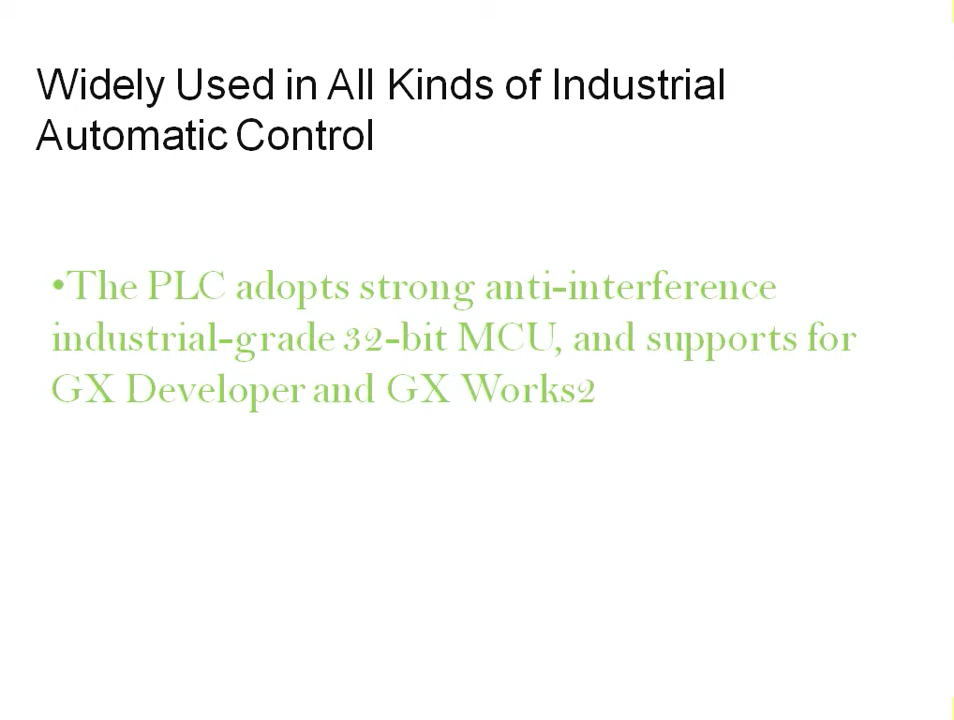 Widely Used in All Kinds of Industrial
Automatic Control
•The PLC adopts strong anti-interference
industrial-grade 32-bit MCU, and supports for
GX Developer and GX Works2